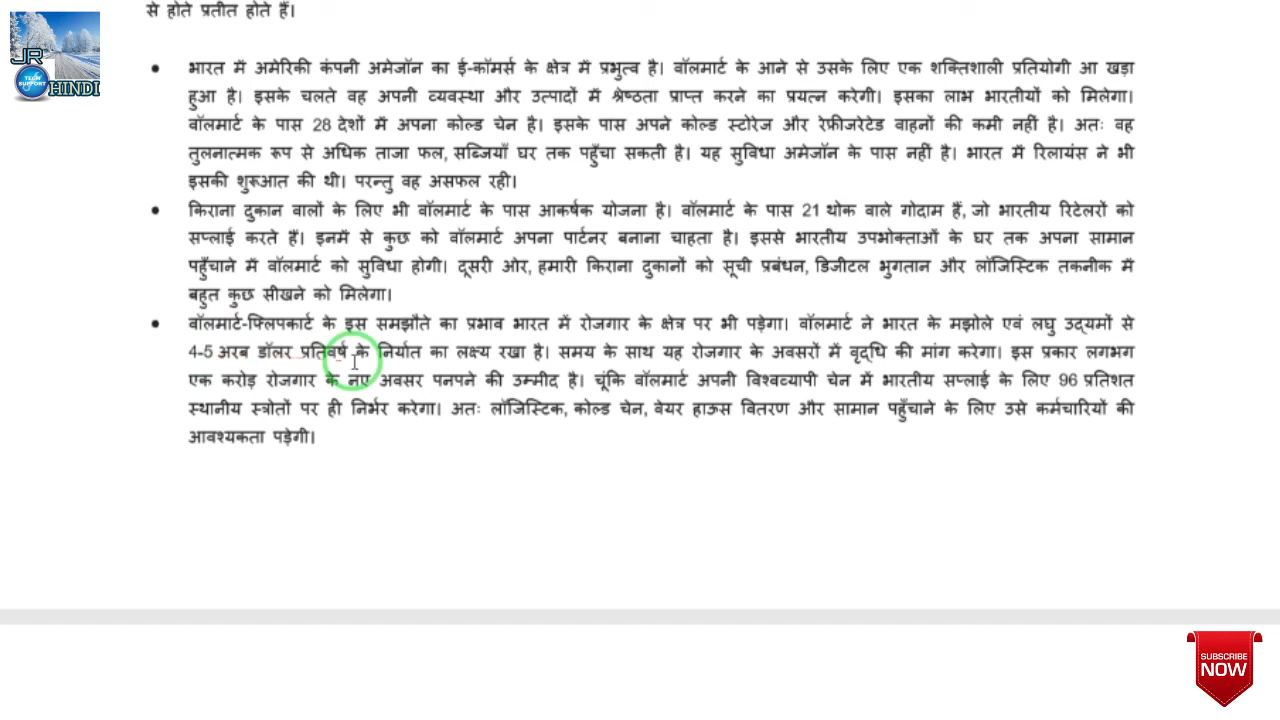 से होते प्रतीत होते हैं।
JR
TECH
SUPPORT
HINDI
भारत में अमेरिकी कंपनी अमेजॉन का ई-कॉमर्स के क्षेत्र में प्रभुत्व है। वॉलमार्ट के आने से उसके लिए एक शक्तिशाली प्रतियोगी आ खड़ा
हुआ है। इसके चलते वह अपनी व्यवस्था और उत्पादों में श्रेष्ठता प्राप्त करने का प्रयत्न करेगी। इसका लाभ भारतीयों को मिलेगा।
वॉलमार्ट के पास 28 देशों में अपना कोल्ड चेन है। इसके पास अपने कोल्ड स्टोरेज और रेफ्रीजरेटेड वाहनों की कमी नहीं है। अतः वह
तुलनात्मक रूप से अधिक ताजा फल, सब्जियाँ घर तक पहुँचा सकती है। यह सुविधा अमेजॉन के पास नहीं है। भारत में रिलायंस ने भी
इसकी शुरूआत की थी। परन्तु वह असफल रही।
किराना दुकान वालों के लिए भी वॉलमार्ट के पास आकर्षक योजना है। वॉलमार्ट के पास 21 थोक वाले गोदाम हैं, जो भारतीय रिटेलरों को
सप्लाई करते हैं। इनमें से कुछ को वॉलमार्ट अपना पार्टनर बनाना चाहता है। इससे भारतीय उपभोक्ताओं के घर तक अपना सामान
पहुँचाने में वॉलमार्ट को सुविधा होगी। दूसरी ओर, हमारी किराना दुकानों को सूची प्रबंधन, डिजीटल भुगतान और लॉजिस्टिक तकनीक में
बहुत कुछ सीखने को मिलेगा।
वॉलमार्ट-फ्लिपकार्ट के इस समझौते का प्रभाव भारत में रोजगार के क्षेत्र पर भी पड़ेगा। वॉलमार्ट ने भारत के मझोले एवं लघु उद्यमों से
4-5 अरब डॉलर प्रतिवर्ष के निर्यात का लक्ष्य रखा है। समय के साथ यह रोजगार के अवसरों में वृद्धि की मांग करेगा। इस प्रकार लगभग
एक करोड़ रोजगार के नए अवसर पनपने की उम्मीद है। चूंकि वॉलमार्ट अपनी विश्वव्यापी चेन में भारतीय सप्लाई के लिए 96 प्रतिशत
स्थानीय स्त्रोतों पर ही निर्भर करेगा। अतः लॉजिस्टिक, कोल्ड चेन, वेयर हाऊस वितरण और सामान पहुँचाने के लिए उसे कर्मचारियों की
आवश्यकता पड़ेगी।
SUBSCRIBE
NOW